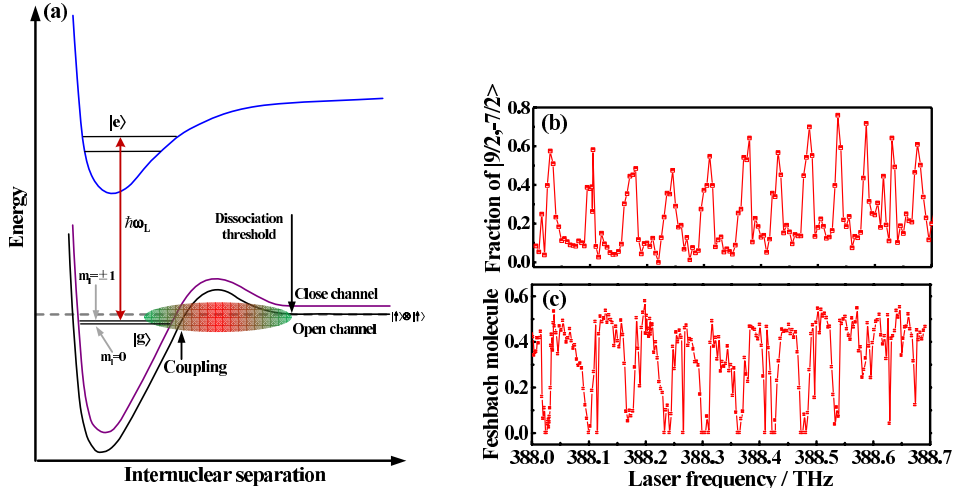 (a)
Energy
|e>
ħω_L
m_l=±1
|g>
m_l=0
Coupling
Dissociation
threshold
Close channel
Open channel
|↑>⊗|↑>
Internuclear separation
(b)
Fraction of |9/2,-7/2>
0.8
0.6
0.4
0.2
0.0
(c)
Feshbach molecule
0.6
0.4
0.2
0.0
388.0 388.1 388.2 388.3 388.4 388.5 388.6 388.7
Laser frequency / THz